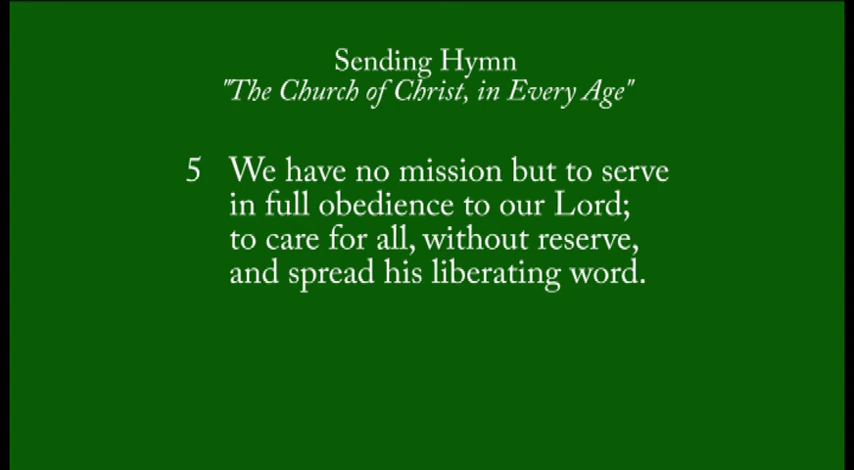 Sending Hymn
"The Church of Christ, in Every Age"
5 We have no mission but to serve
in full obedience to our Lord;
to care for all, without reserve,
and spread his liberating word.